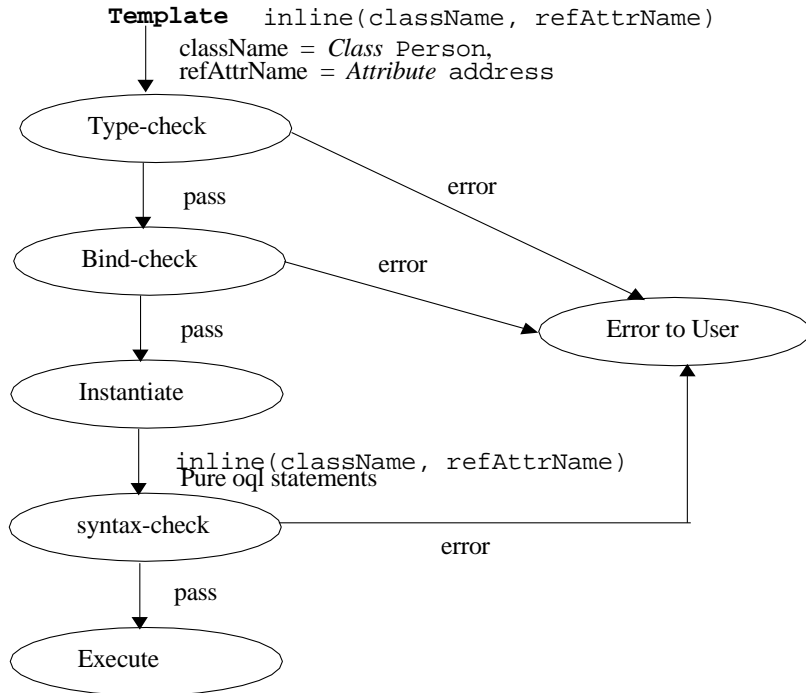 Template inline(className, refAttrName)
className = Class Person,
refAttrName = Attribute address
Type-check
error
pass
Bind-check
error
Error to User
pass
Instantiate
inline(className, refAttrName)
Pure oql statements
syntax-check
error
pass
Execute